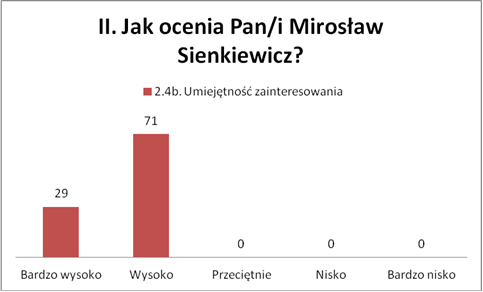 II. Jak ocenia Pan/i Mirosław
Sienkiewicz?
2.4b. Umiejętność zainteresowania
29
71
0
0
0
Bardzo wysoko
Wysoko
Przeciętnie
Nisko
Bardzo nisko